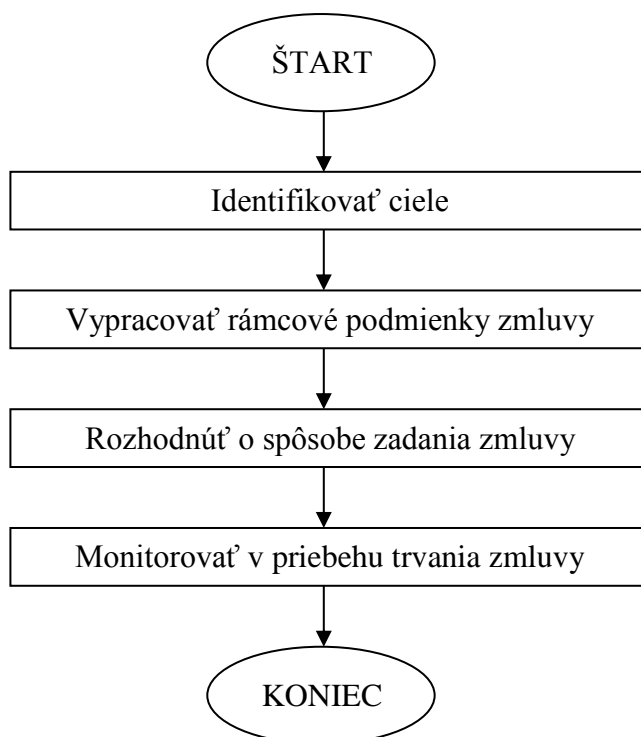 ŠTART
Identifikovať ciele
Vypracovať rámcové podmienky zmluvy
Rozhodnúť o spôsobe zadania zmluvy
Monitorovať v priebehu trvania zmluvy
KONIEC